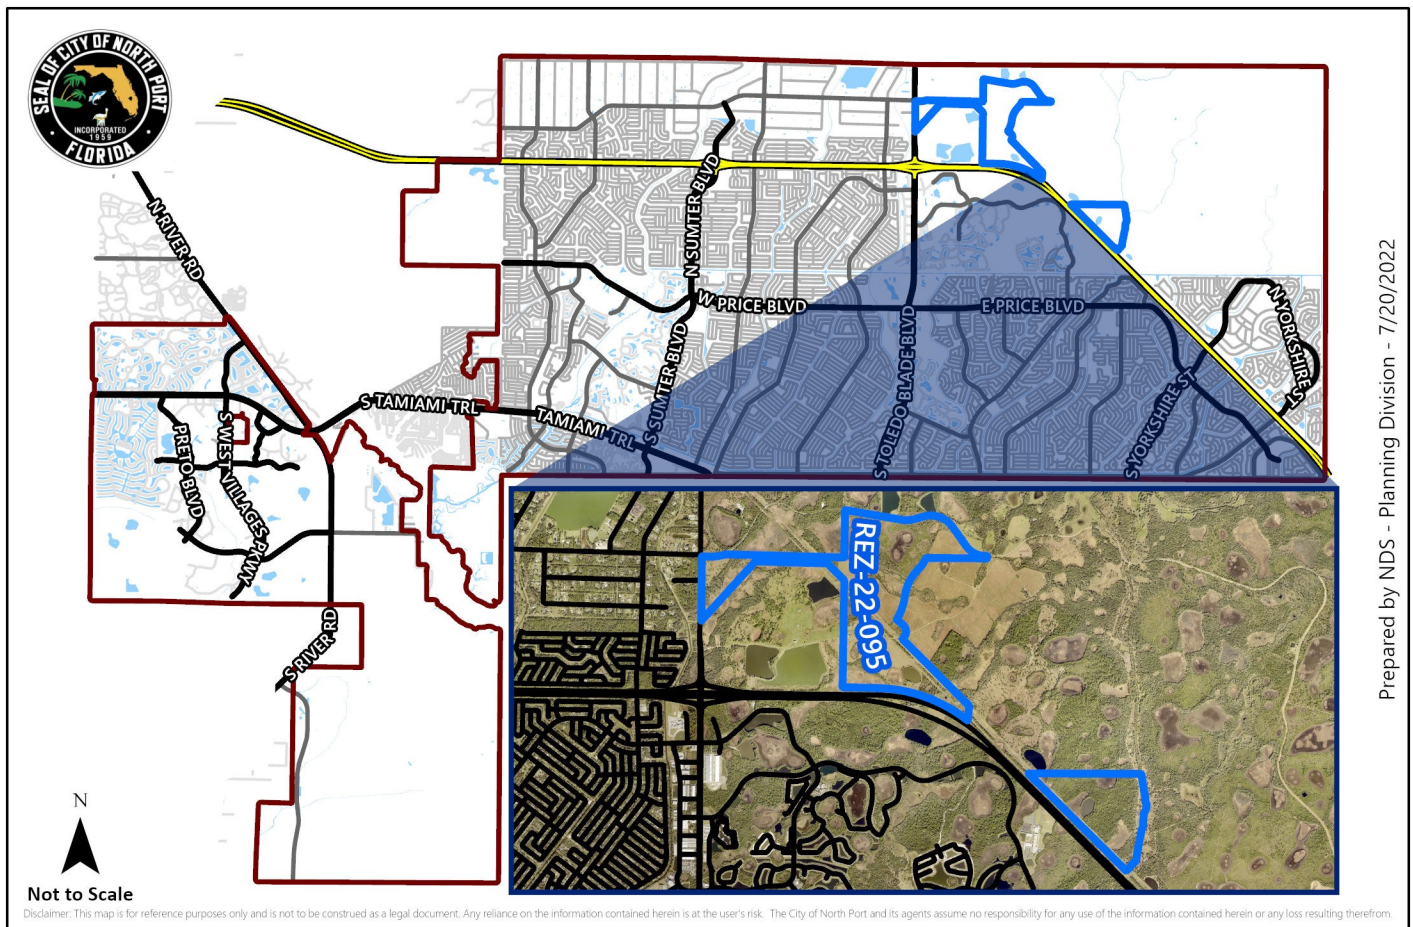 SEAL OF CITY OF NORTH PORT
INCORPORATED
1959
FLORIDA
N RIVER RD
N SUMTER BLVD
W PRICE BLVD
E PRICE BLVD
N YORKSHIRE ST
S SUMTER BLVD
S TOLEDO BLADE BLVD
S YORKSHIRE ST
S TAMIAMI TRL
TAMIAMI TRL
PRETO BLVD
S WEST VILLAGES PKWY
S RIVER RD
REZ-22-095
Prepared by NDS - Planning Division - 7/20/2022
N
Not to Scale
Disclaimer: This map is for reference purposes only and is not to be construed as a legal document. Any reliance on the information contained herein is at the user's risk. The City of North Port and its agents assume no responsibility for any use of the information contained herein or any loss resulting therefrom.